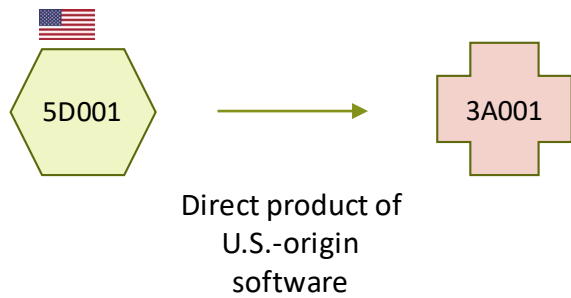 5D001
3A001
Direct product of
U.S.-origin
software